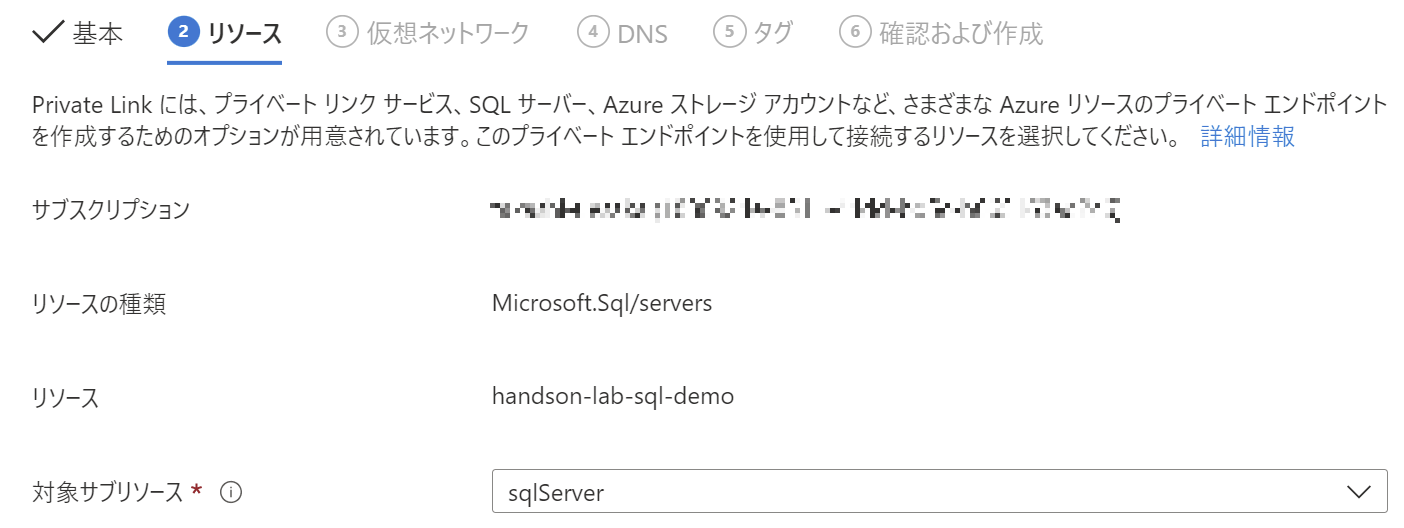 基本 2 リソース 3 仮想ネットワーク 4 DNS 5 タグ 6 確認および作成
Private Link には、プライベート リンク サービス、SQL サーバー、Azure ストレージ アカウントなど、さまざまな Azure リソースのプライベート エンドポイント
を作成するためのオプションが用意されています。このプライベート エンドポイントを使用して接続するリソースを選択してください。 詳細情報
サブスクリプション
リソースの種類 Microsoft.Sql/servers
リソース handson-lab-sql-demo
対象サブリソース * sqlServer